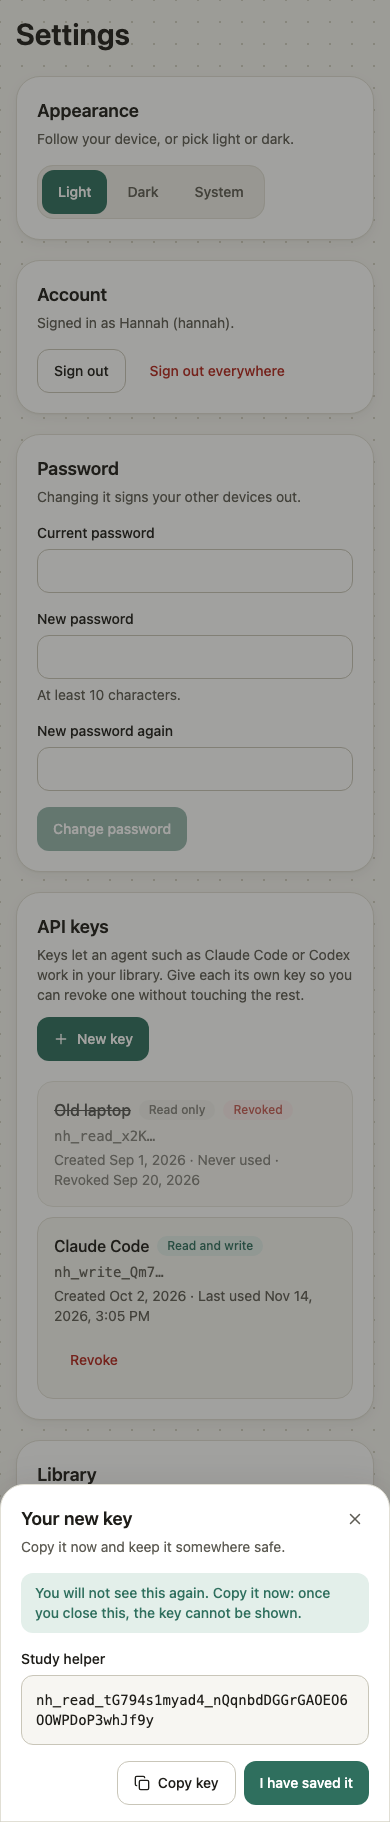 Settings
Appearance
Follow your device, or pick light or dark.
Light
Dark
System
Account
Signed in as Hannah (hannah).
Sign out
Sign out everywhere
Password
Changing it signs your other devices out.
Current password
New password
At least 10 characters.
New password again
Change password
API keys
Keys let an agent such as Claude Code or Codex
work in your library. Give each its own key so you
can revoke one without touching the rest.
+ New key
Old laptop
Read only
Revoked
nh_read_x2K…
Created Sep 1, 2026 · Never used ·
Revoked Sep 20, 2026
Claude Code
Read and write
nh_write_Qm7…
Created Oct 2, 2026 · Last used Nov 14,
2026, 3:05 PM
Revoke
Library
Your new key
Copy it now and keep it somewhere safe.
You will not see this again. Copy it now: once
you close this, the key cannot be shown.
Study helper
nh_read_tG794s1myad4_nQqnbdDGGrGAOEO6
OOWPDoP3whJf9y
Copy key
I have saved it